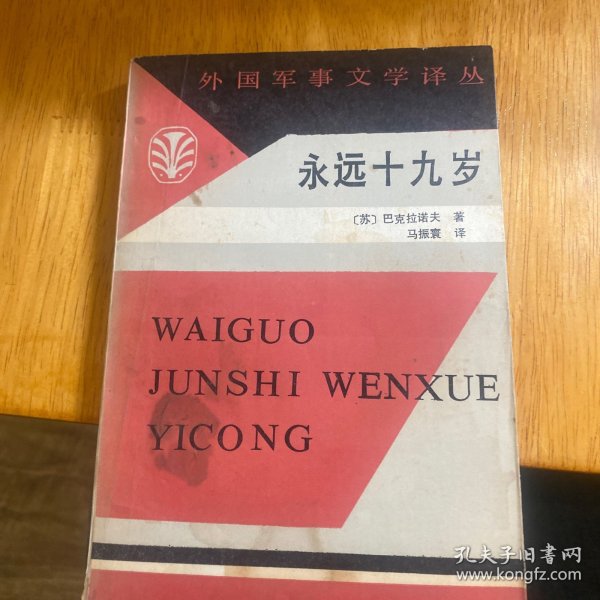 外国军事文学译丛
永远十九岁
〔苏〕巴克拉诺夫 著
马振寰 译
WAIGUO
JUNSHI WENXUE
YICONG
孔夫子旧書网
www.kongfz.com